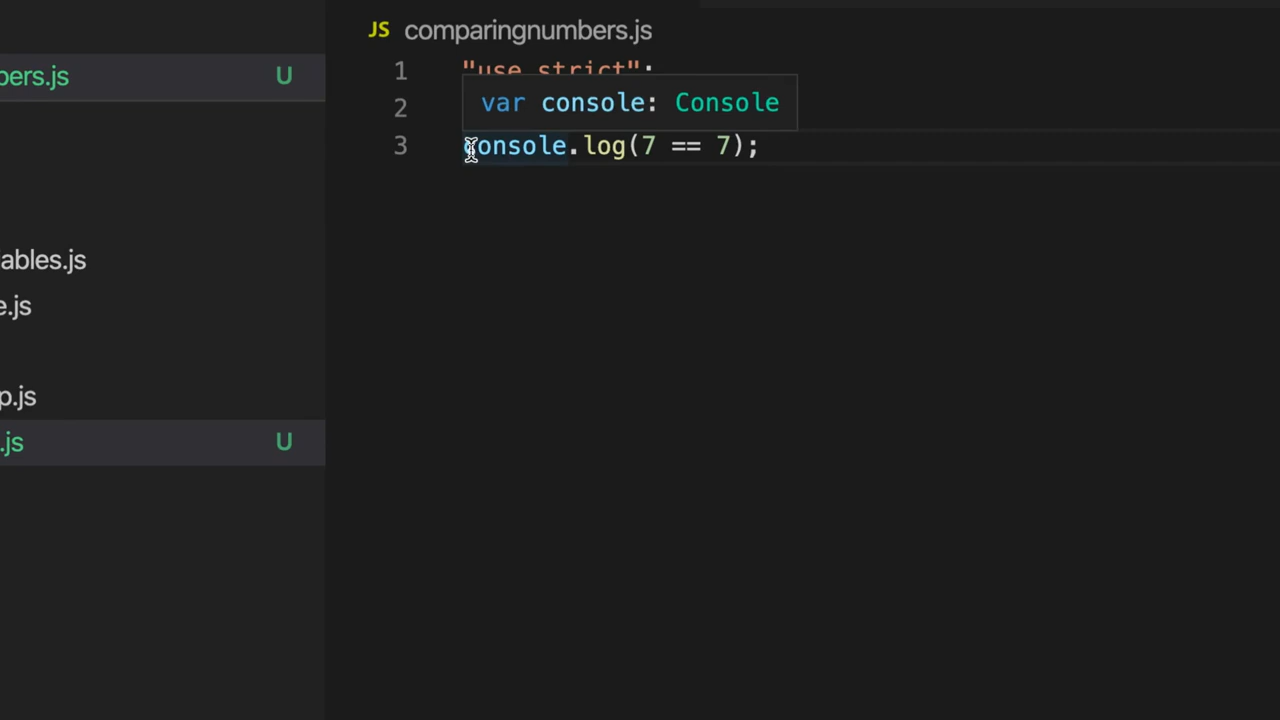 JS comparingnumbers.js
bers.js U
ables.js
e.js
p.js
.js U
1 "use strict";
var console: Console
2
3 console.log(7 == 7);